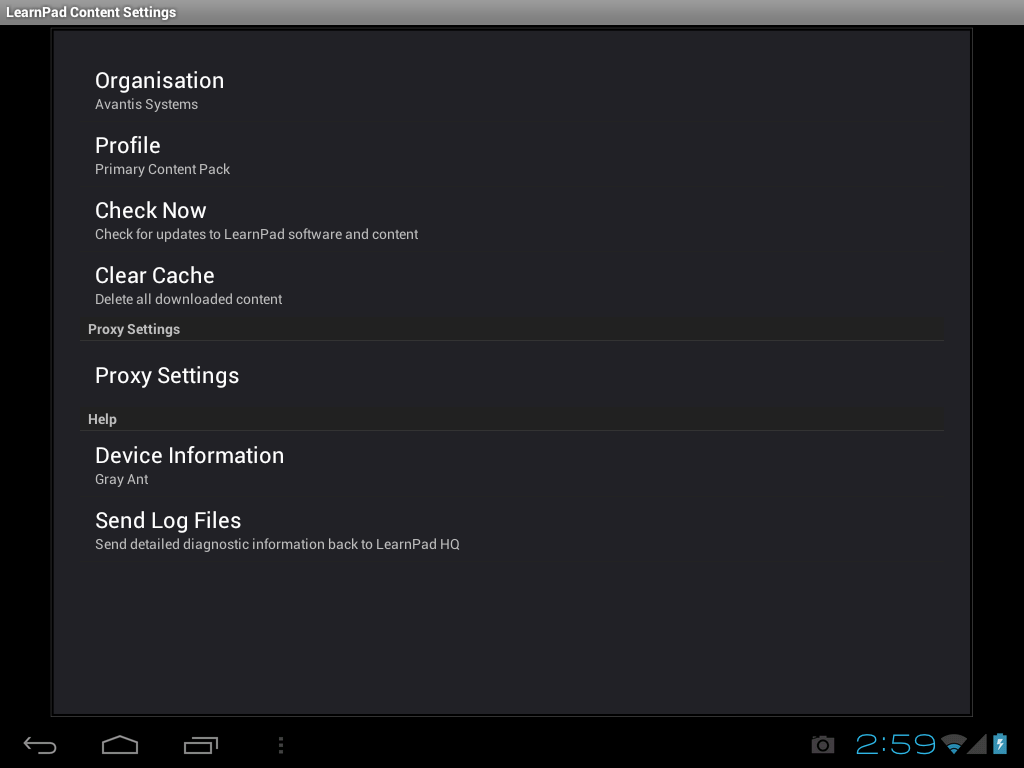 LearnPad Content Settings
Organisation
Avantis Systems
Profile
Primary Content Pack
Check Now
Check for updates to LearnPad software and content
Clear Cache
Delete all downloaded content
Proxy Settings
Proxy Settings
Help
Device Information
Gray Ant
Send Log Files
Send detailed diagnostic information back to LearnPad HQ
2:59